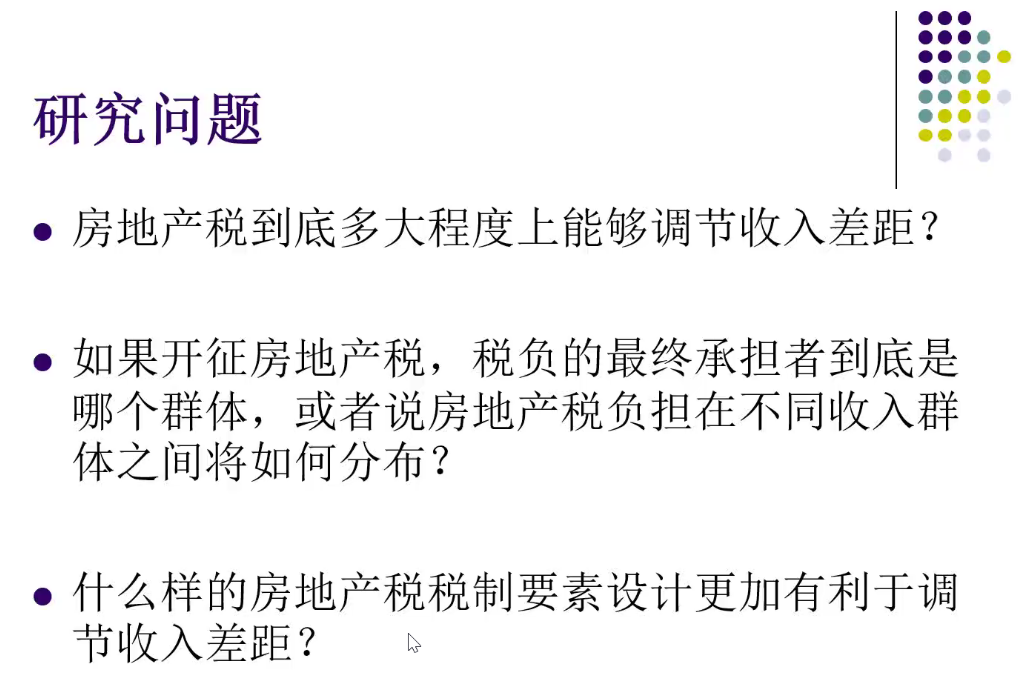 研究问题
房地产税到底多大程度上能够调节收入差距？
如果开征房地产税，税负的最终承担者到底是
哪个群体，或者说房地产税负担在不同收入群
体之间将如何分布？
什么样的房地产税税制要素设计更加有利于调
节收入差距？